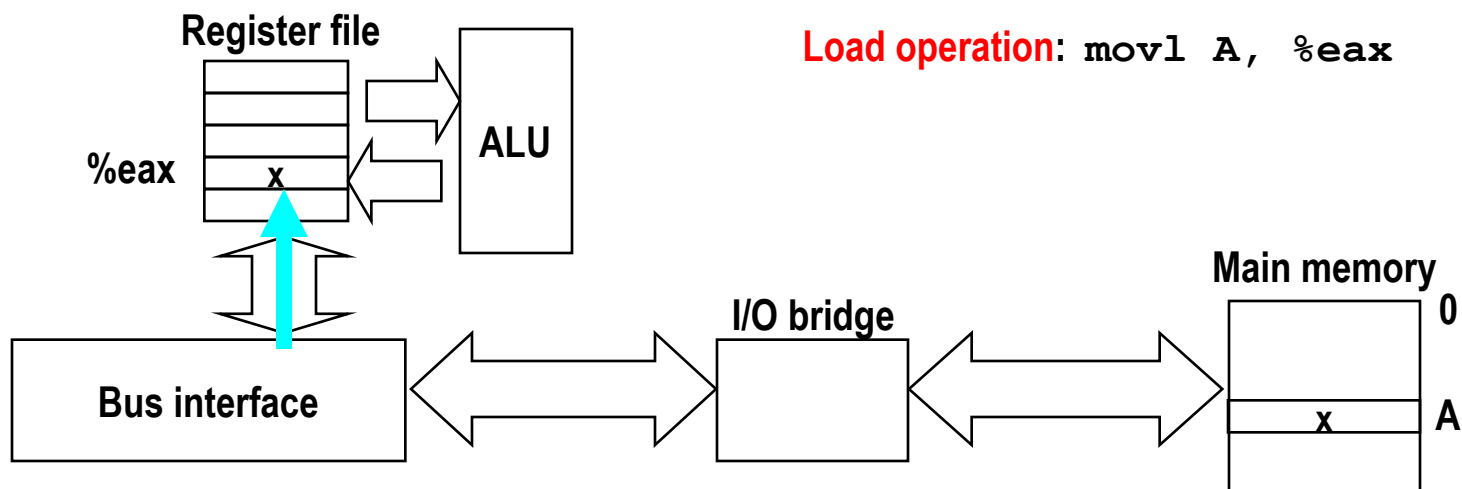 Register file
Load operation: movl A, %eax
ALU
%eax
x
Main memory
0
I/O bridge
Bus interface
x
A